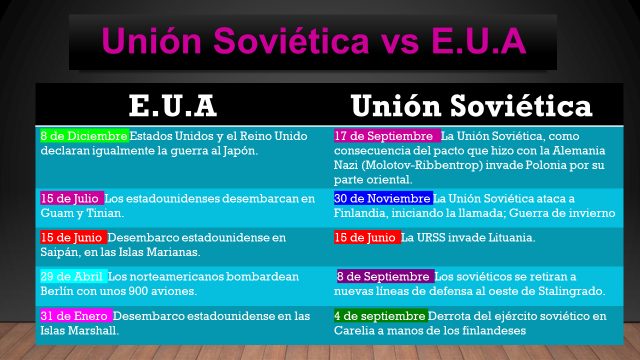 Unión Soviética vs E.U.A
E.U.A
Unión Soviética
8 de Diciembre Estados Unidos y el Reino Unido
declaran igualmente la guerra al Japón.
17 de Septiembre La Unión Soviética, como
consecuencia del pacto que hizo con la Alemania
Nazi (Molotov-Ribbentrop) invade Polonia por su
parte oriental.
15 de Julio Los estadounidenses desembarcan en
Guam y Tinian.
30 de Noviembre La Unión Soviética ataca a
Finlandia, iniciando la llamada; Guerra de invierno
15 de Junio Desembarco estadounidense en
Saipán, en las Islas Marianas.
15 de Junio La URSS invade Lituania.
29 de Abril Los norteamericanos bombardean
Berlín con unos 900 aviones.
8 de Septiembre Los soviéticos se retiran a
nuevas líneas de defensa al oeste de Stalingrado.
31 de Enero Desembarco estadounidense en las
Islas Marshall.
4 de septiembre Derrota del ejército soviético en
Carelia a manos de los finlandeses